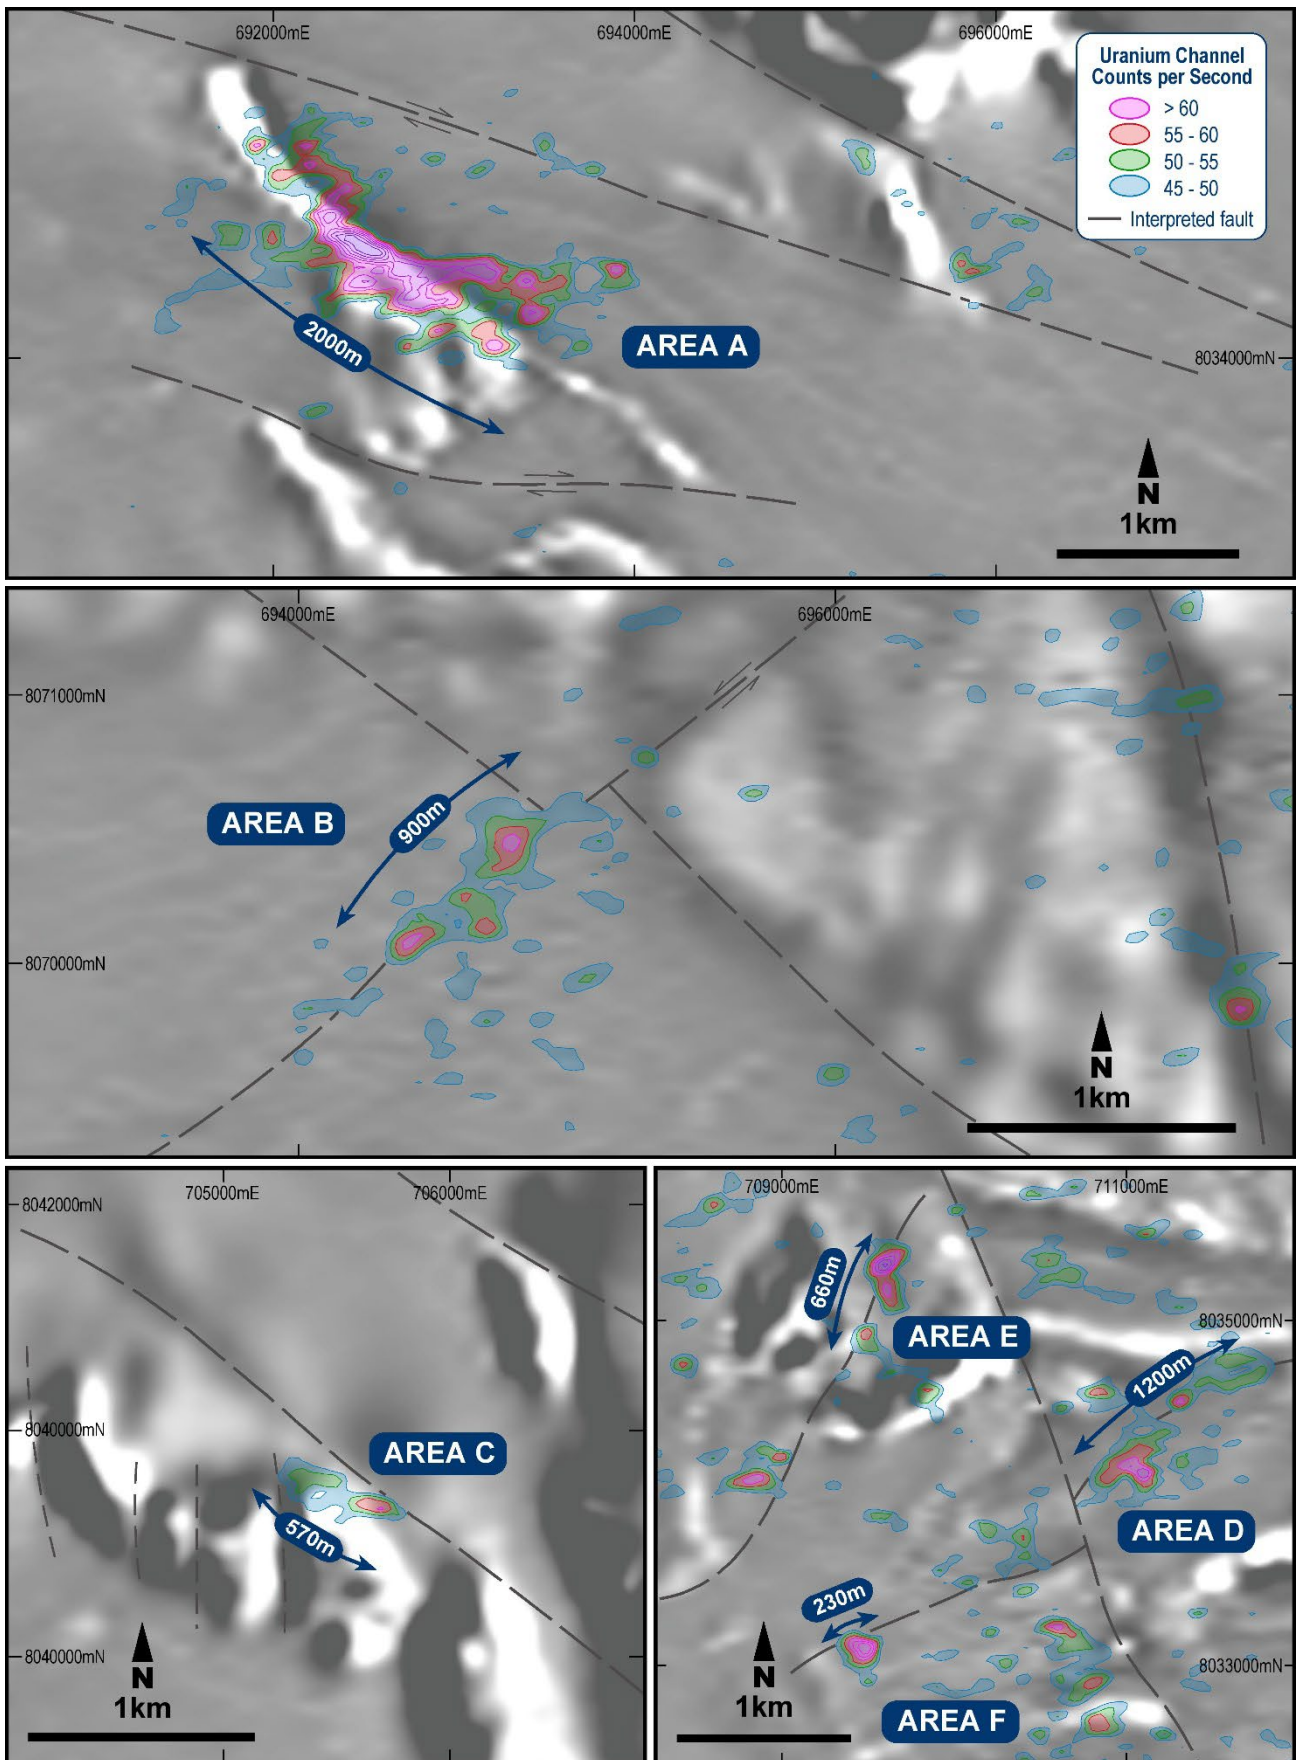 692000mE
694000mE
696000mE
Uranium Channel
Counts per Second
> 60
55 - 60
50 - 55
45 - 50
Interpreted fault
2000m
AREA A
8034000mN
N
1km
694000mE
696000mE
8071000mN
AREA B
900m
8070000mN
N
1km
705000mE
706000mE
8042000mN
8040000mN
AREA C
570m
8040000mN
N
1km
709000mE
711000mE
660m
8035000mN
AREA E
1200m
AREA D
230m
8033000mN
N
1km
AREA F